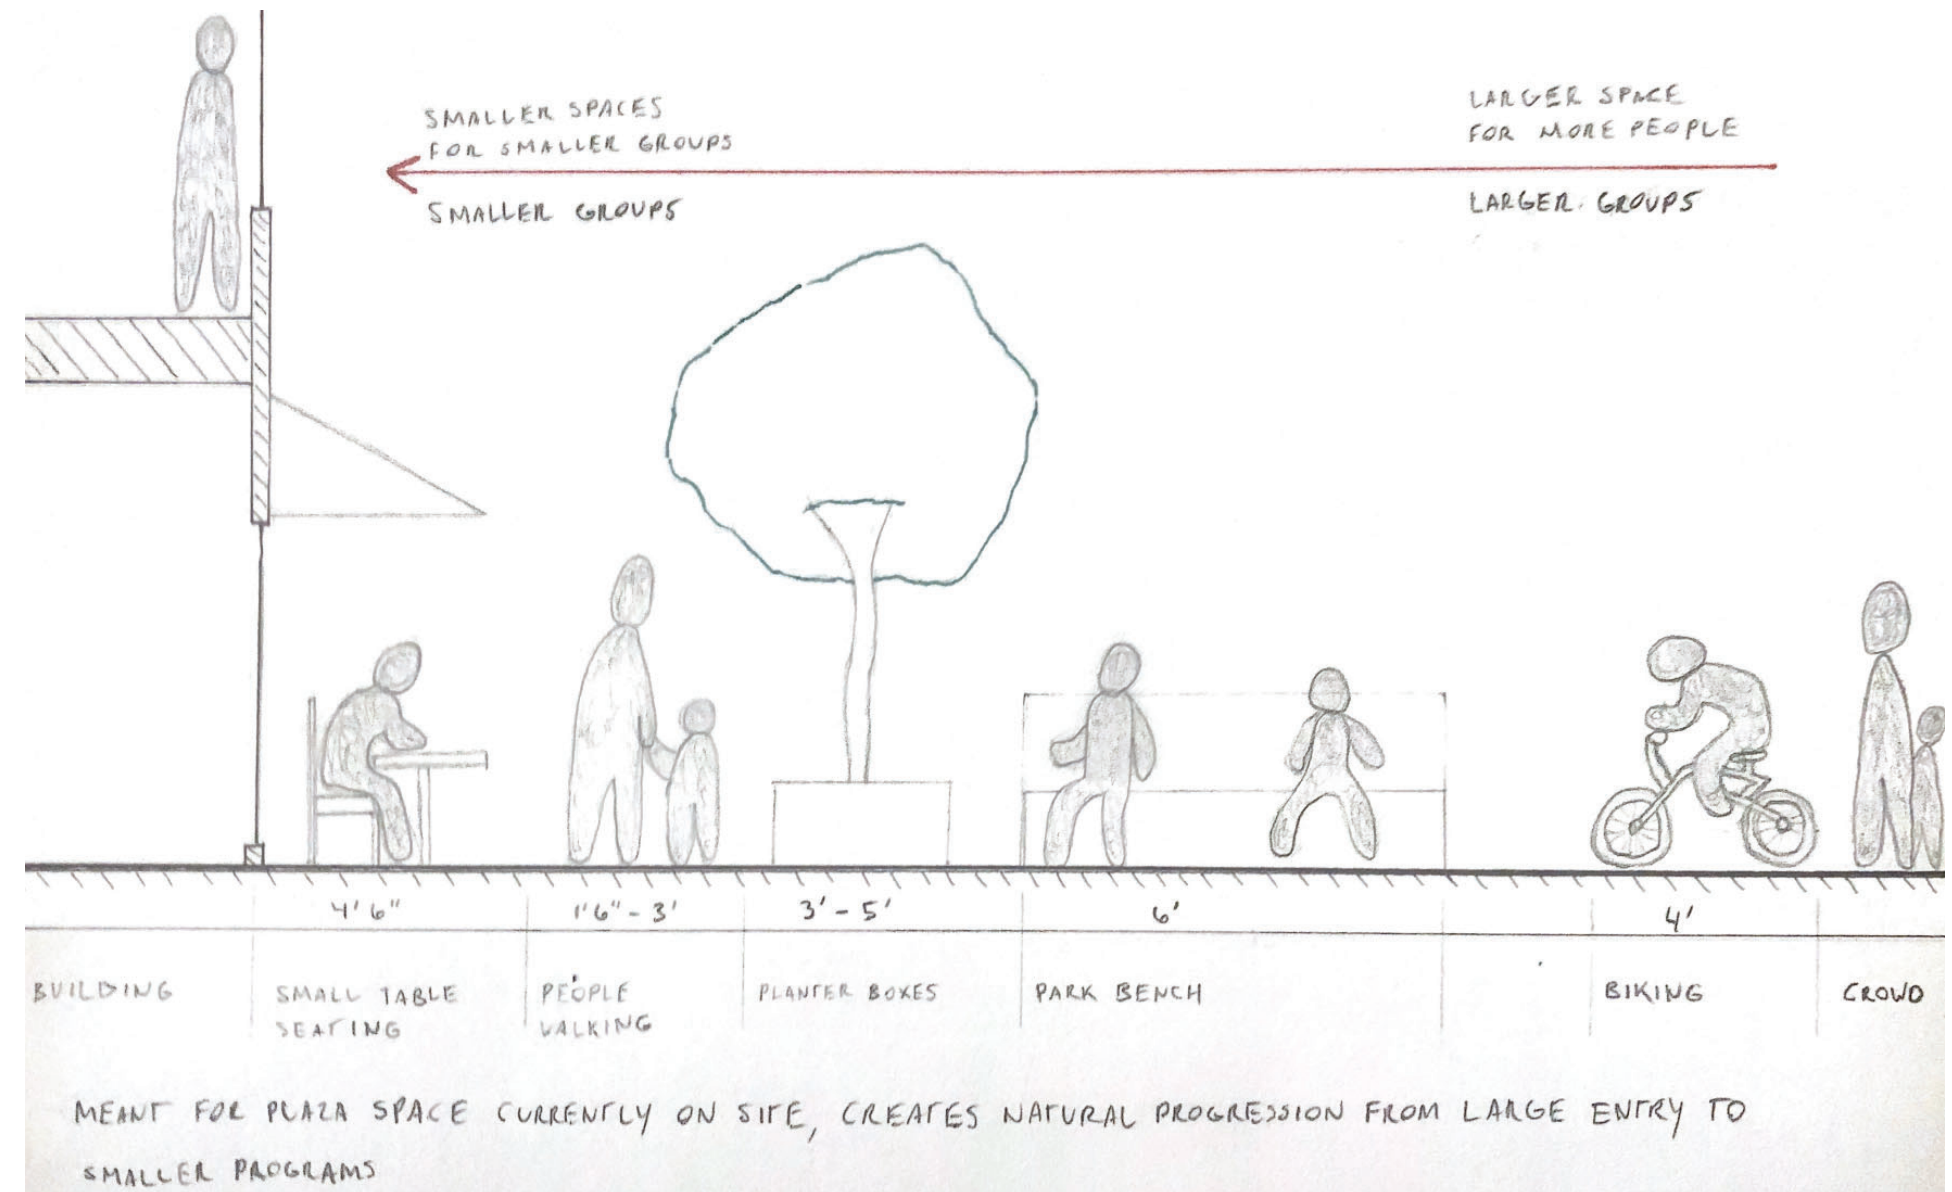 SMALLER SPACES
FOR SMALLER GROUPS
LARGER SPACE
FOR MORE PEOPLE
SMALLER GROUPS
LARGER GROUPS
4'6" 1'6"-3' 3'-5' 6' 4'
BUILDING SMALL TABLE PEOPLE PLANTER BOXES PARK BENCH BIKING CROWD
SEATING WALKING
MEANT FOR PLAZA SPACE CURRENTLY ON SITE, CREATES NATURAL PROGRESSION FROM LARGE ENTRY TO
SMALLER PROGRAMS